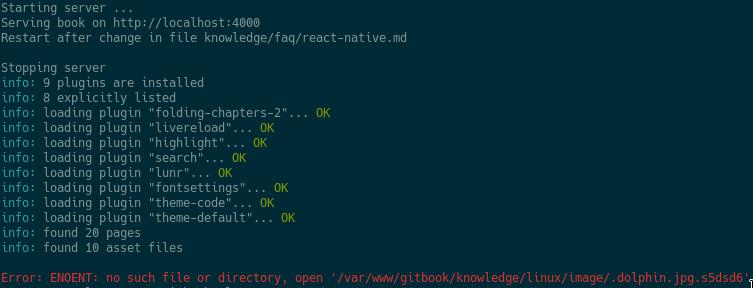 Starting server ...
Serving book on http://localhost:4000
Restart after change in file knowledge/faq/react-native.md
Stopping server
info: 9 plugins are installed
info: 8 explicitly listed
info: loading plugin "folding-chapters-2"... OK
info: loading plugin "livereload"... OK
info: loading plugin "highlight"... OK
info: loading plugin "search"... OK
info: loading plugin "lunr"... OK
info: loading plugin "fontsettings"... OK
info: loading plugin "theme-code"... OK
info: loading plugin "theme-default"... OK
info: found 20 pages
info: found 10 asset files
Error: ENOENT: no such file or directory, open '/var/www/gitbook/knowledge/linux/image/.dolphin.jpg.s5dsd6'